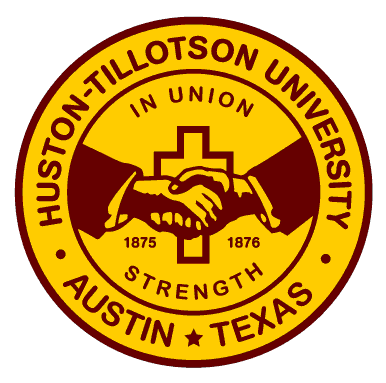 HUSTON-TILLOTSON UNIVERSITY
IN UNION
1875 1876
STRENGTH
AUSTIN ★ TEXAS